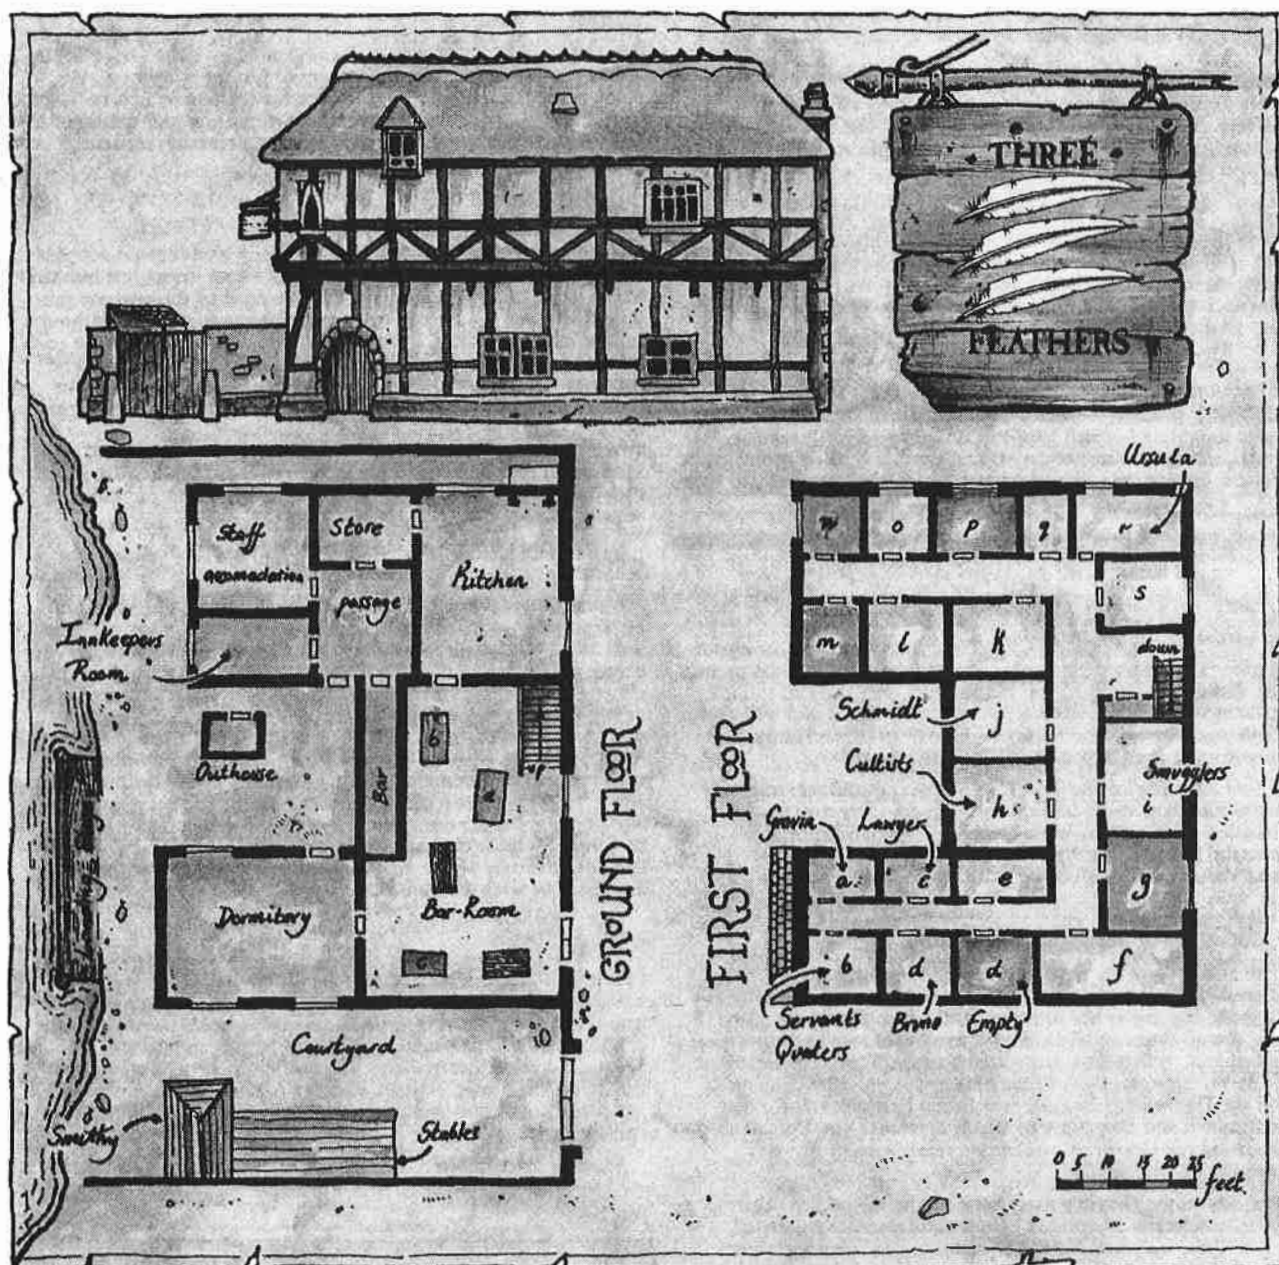 THREE
FEATHERS
Ursula
Staff
accomodation
Store
passage
Kitchen
Innkeepers
Room
Outhouse
Bar
b
a
up
Bar-Room
c
Dormitory
Courtyard
Smithy
Stables
GROUND FLOOR
FIRST FLOOR
n
o
p
q
r
s
m
l
k
down
Schmidt
j
Cultists
h
Smugglers
i
Gravin
Lawyer
a
c
e
g
b
d
d
f
Servants
Quaters
Bruno
Empty
0 5 10 15 20 25
feet